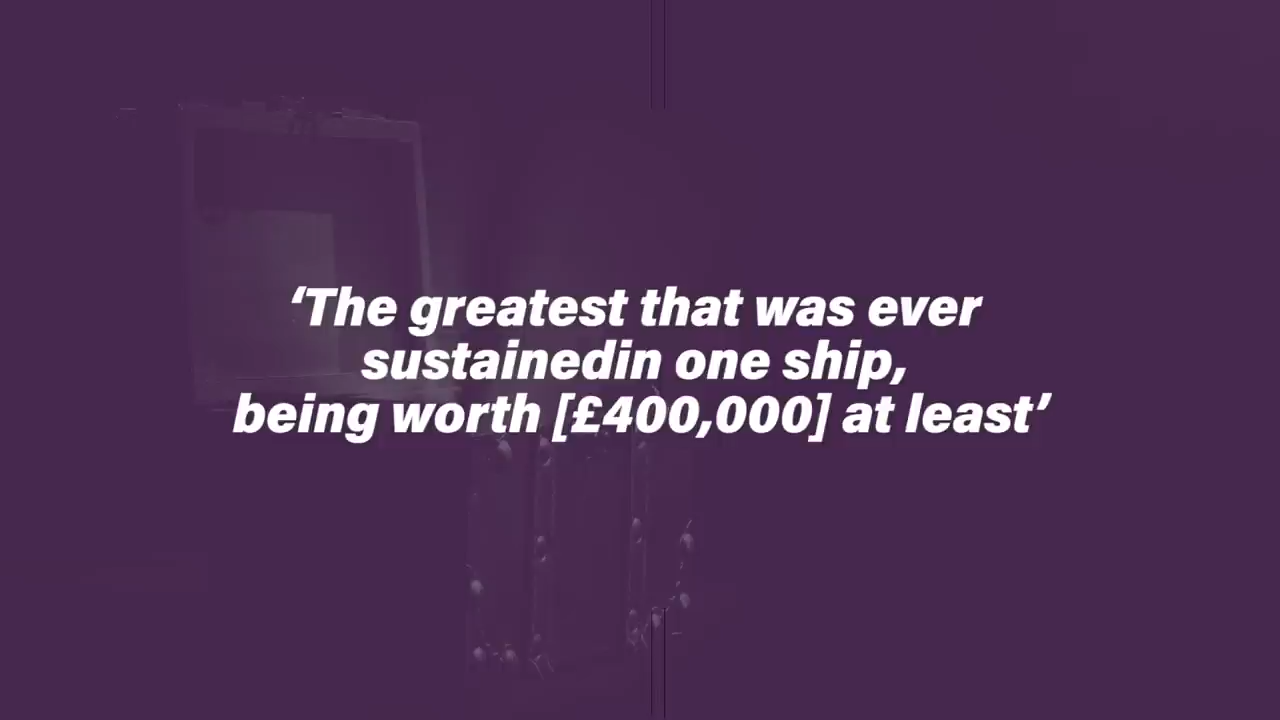 ‘The greatest that was ever
sustainedin one ship,
being worth [£400,000] at least’